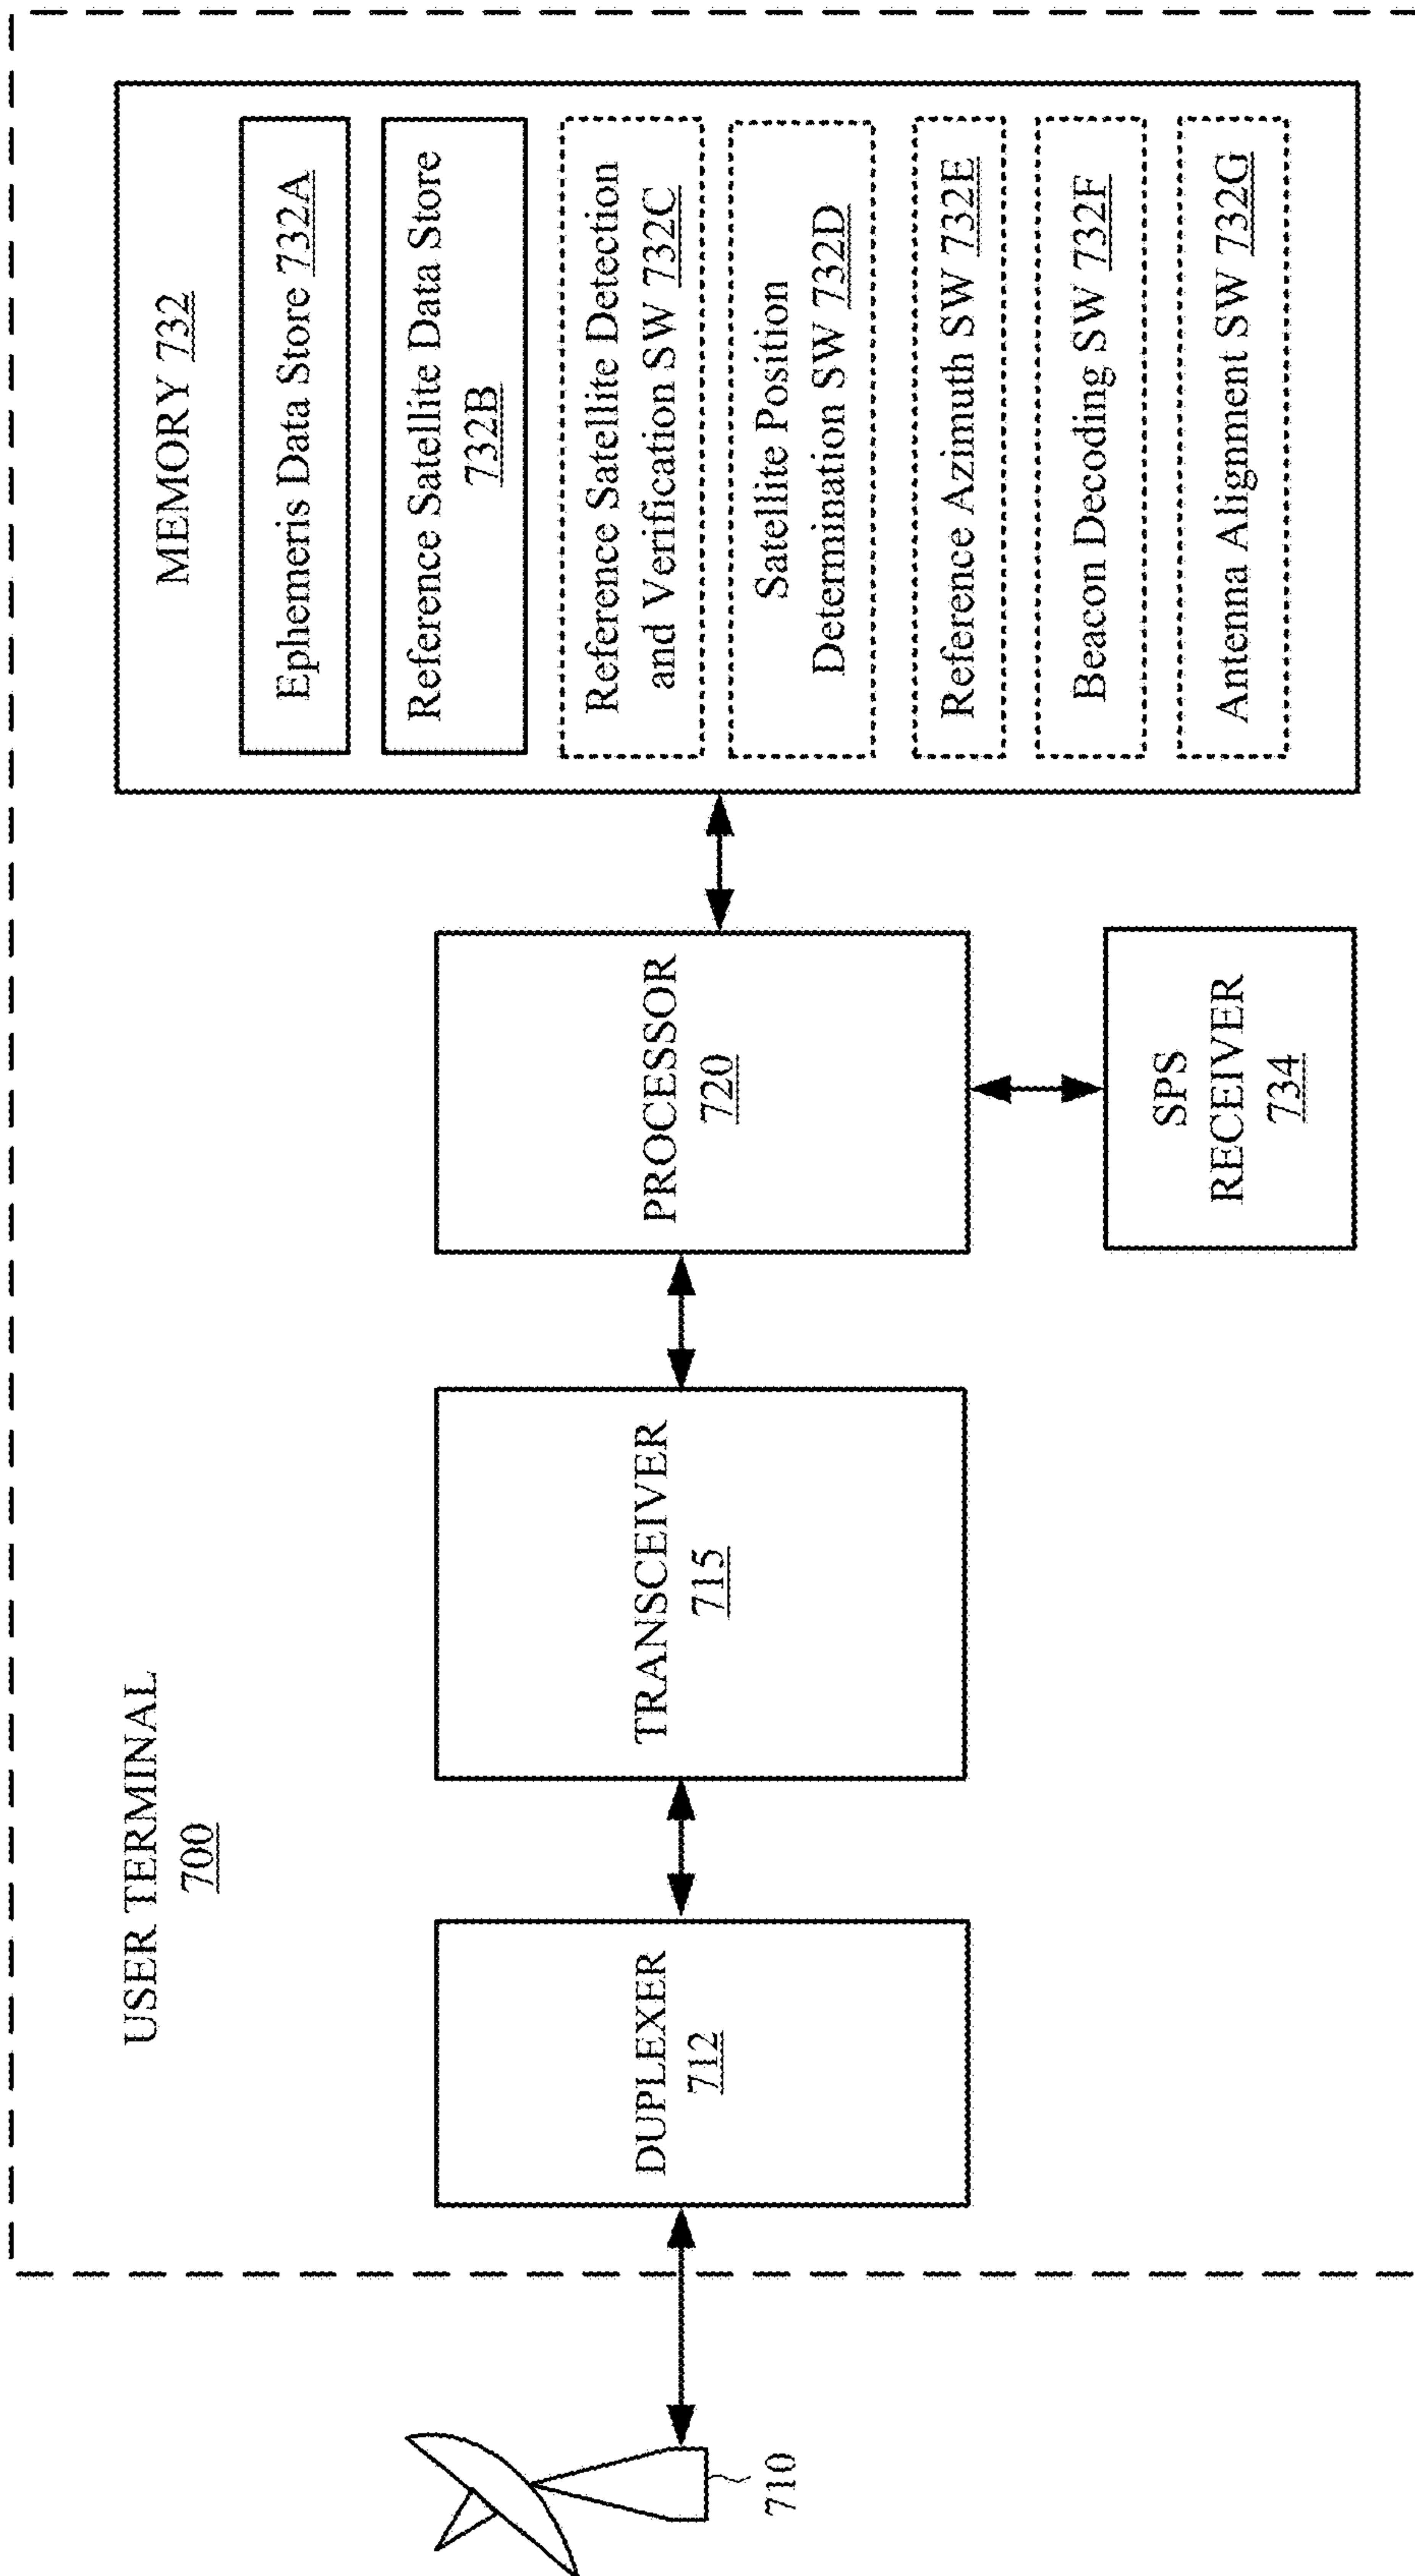 USER TERMINAL
700
710
DUPLEXER
712
TRANSCEIVER
715
PROCESSOR
720
SPS
RECEIVER
734
MEMORY 732
Ephemeris Data Store 732A
Reference Satellite Data Store
732B
Reference Satellite Detection
and Verification SW 732C
Satellite Position
Determination SW 732D
Reference Azimuth SW 732E
Beacon Decoding SW 732F
Antenna Alignment SW 732G